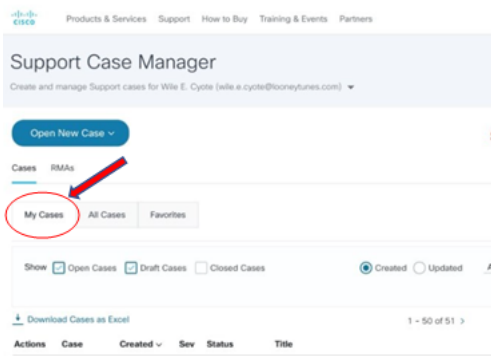 CISCO Products & Services Support How to Buy Training & Events Partners
Support Case Manager
Create and manage Support cases for Wile E. Cyote (wile.e.cyote@looneytunes.com)
Open New Case
Cases RMAs
My Cases All Cases Favorites
Show Open Cases Draft Cases Closed Cases Created Updated
Download Cases as Excel 1 - 50 of 51 >
Actions Case Created Sev Status Title